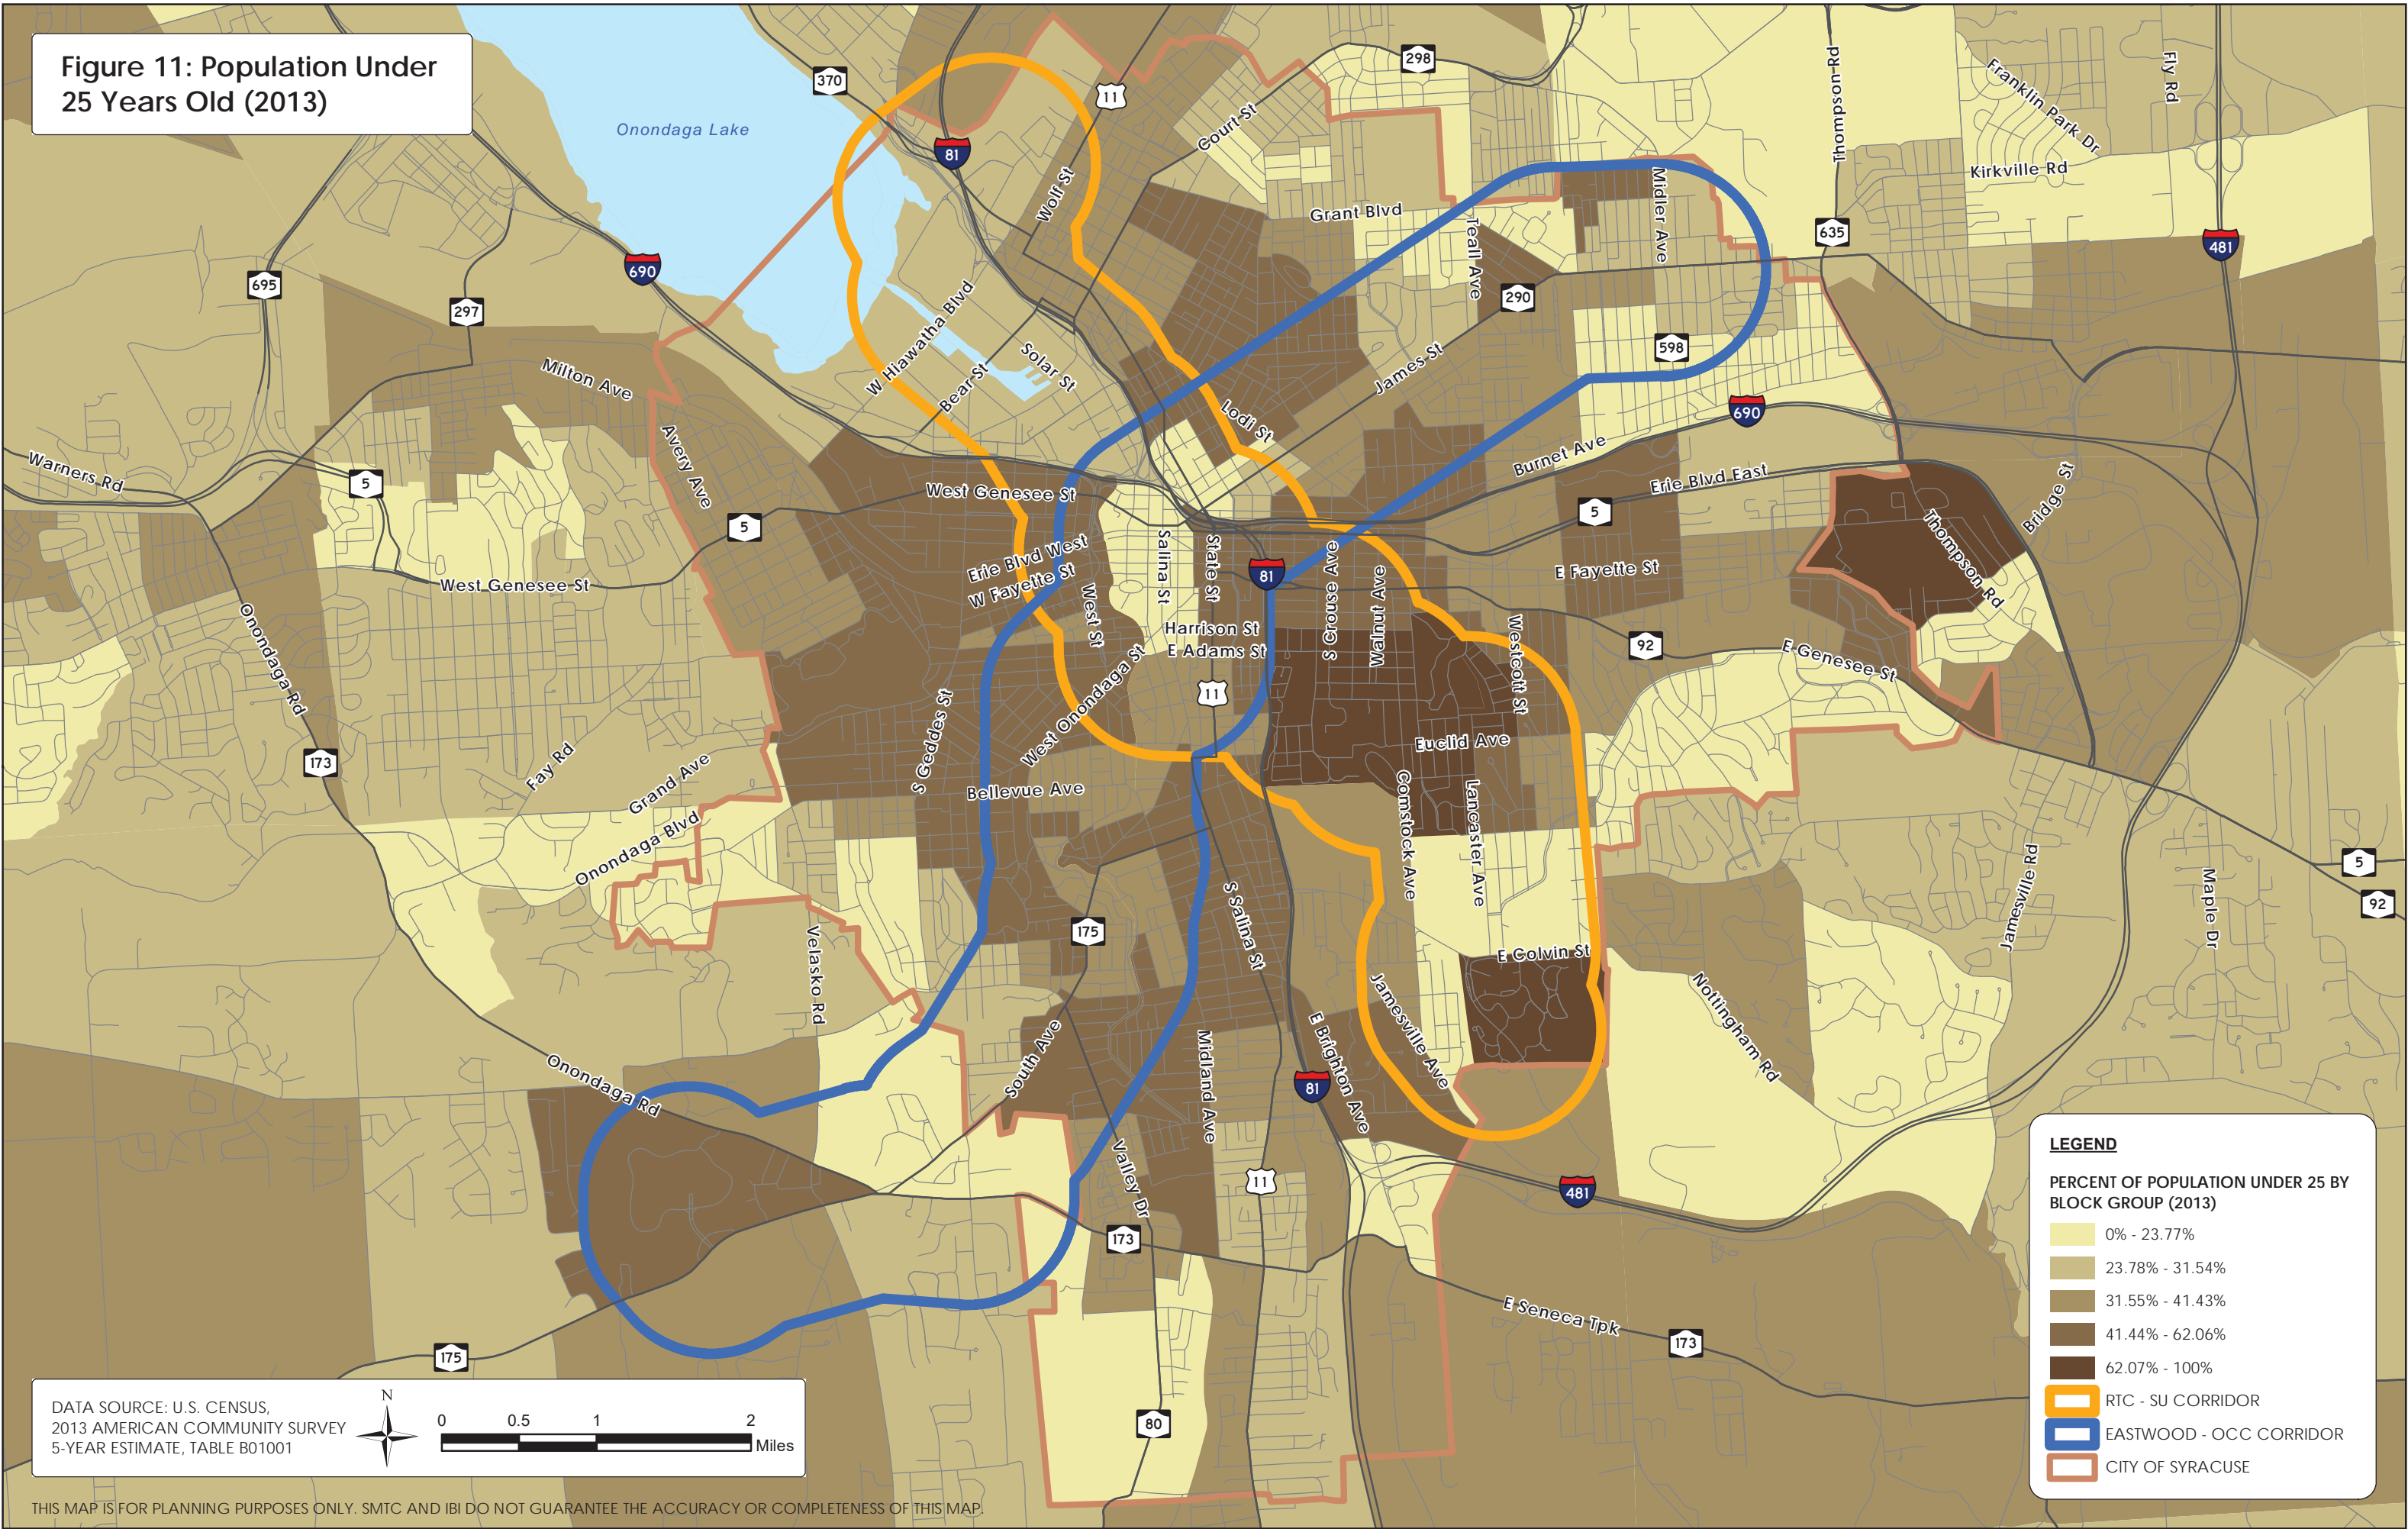 Figure 11: Population Under
25 Years Old (2013)
Onondaga Lake
370
81
11
298
Court St
Wolf St
Thompson Rd
Franklin Park Dr
Fly Rd
Kirkville Rd
Grant Blvd
Teall Ave
Midler Ave
635
481
690
695
297
290
598
W Hiawatha Blvd
Solar St
Bear St
James St
Milton Ave
Lodi St
690
Avery Ave
Warners Rd
5
West Genesee St
Burnet Ave
Erie Blvd East
5
5
Thompson Rd
Bridge St
Erie Blvd West
W Fayette St
Salina St
State St
81
S Crouse Ave
Walnut Ave
E Fayette St
West Genesee St
West St
Harrison St
E Adams St
Westcott St
92
E Genesee St
Onondaga Rd
11
West Onondaga St
S Geddes St
Euclid Ave
173
Fay Rd
Grand Ave
Bellevue Ave
Comstock Ave
Lancaster Ave
Onondaga Blvd
5
92
Jamesville Rd
Maple Dr
175
S Salina St
Velasko Rd
E Colvin St
Nottingham Rd
Jamesville Ave
E Brighton Ave
South Ave
Midland Ave
Onondaga Rd
81
Valley Dr
11
481
173
E Seneca Tpk
173
175
80
LEGEND
PERCENT OF POPULATION UNDER 25 BY
BLOCK GROUP (2013)
0% - 23.77%
23.78% - 31.54%
31.55% - 41.43%
41.44% - 62.06%
62.07% - 100%
RTC - SU CORRIDOR
EASTWOOD - OCC CORRIDOR
CITY OF SYRACUSE
DATA SOURCE: U.S. CENSUS,
2013 AMERICAN COMMUNITY SURVEY
5-YEAR ESTIMATE, TABLE B01001
N
0 0.5 1 2
Miles
THIS MAP IS FOR PLANNING PURPOSES ONLY. SMTC AND IBI DO NOT GUARANTEE THE ACCURACY OR COMPLETENESS OF THIS MAP.